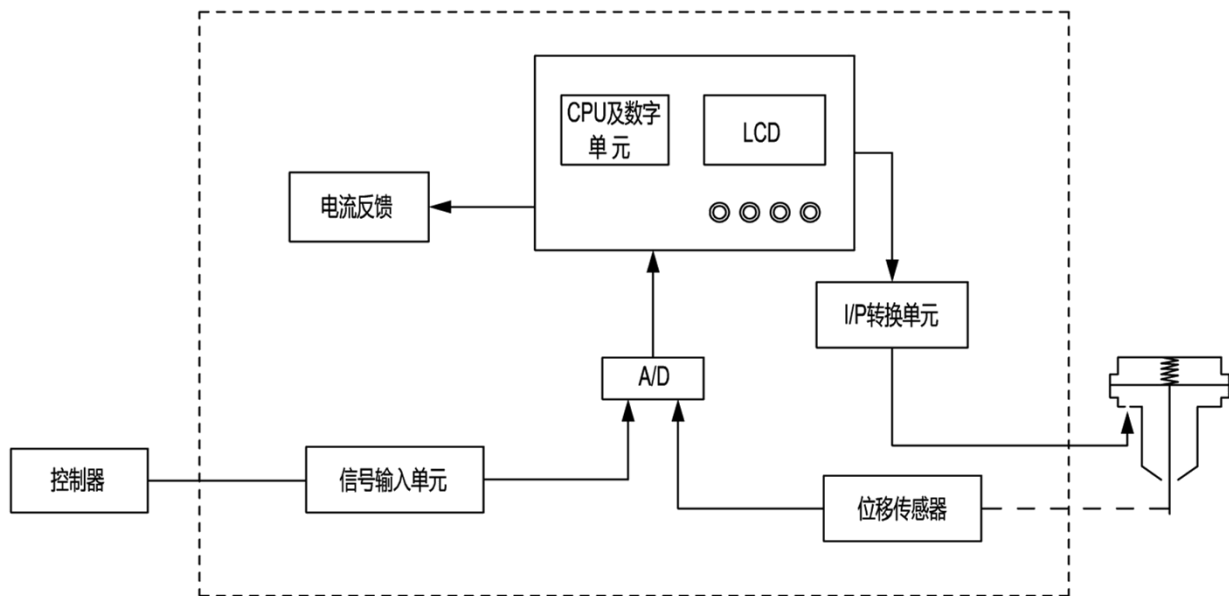 CPU及数字
单元
LCD
电流反馈
I/P转换单元
A/D
控制器
信号输入单元
位移传感器